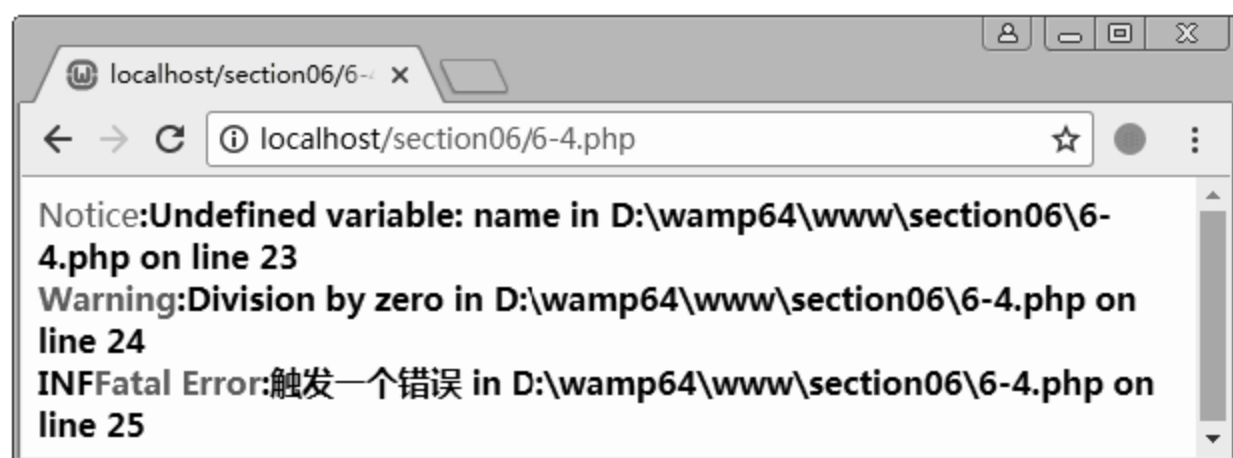 localhost/section06/6-
localhost/section06/6-4.php
Notice:Undefined variable: name in D:\wamp64\www\section06\6-
4.php on line 23
Warning:Division by zero in D:\wamp64\www\section06\6-4.php on
line 24
INFFatal Error:触发一个错误 in D:\wamp64\www\section06\6-4.php on
line 25